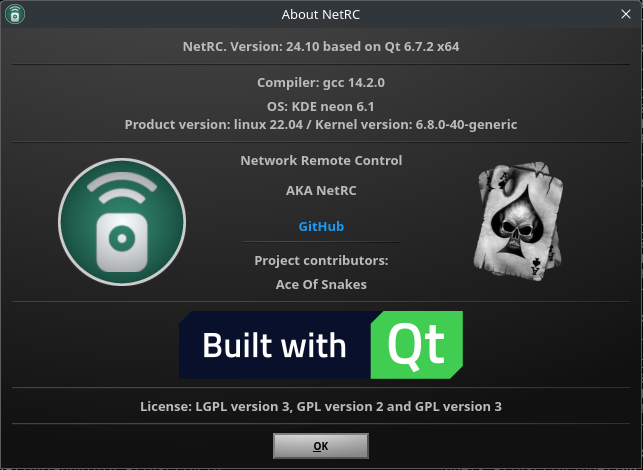 About NetRC
NetRC. Version: 24.10 based on Qt 6.7.2 x64
Compiler: gcc 14.2.0
OS: KDE neon 6.1
Product version: linux 22.04 / Kernel version: 6.8.0-40-generic
Network Remote Control
AKA NetRC
GitHub
Project contributors:
Ace Of Snakes
Built with Qt
License: LGPL version 3, GPL version 2 and GPL version 3
OK